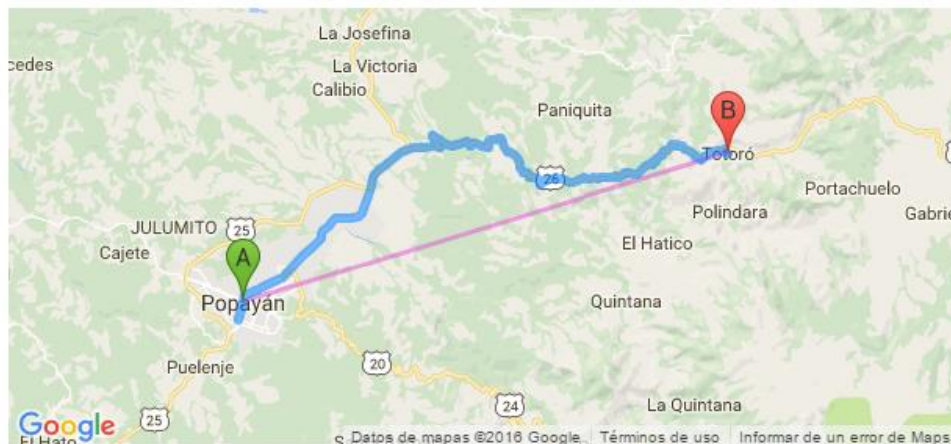 La Josefina
cedes
La Victoria
Calibio
Paniquita
B
Totoró
26
Portachuelo
JULUMITO
25
Polindara
Gabrie
Cajete
A
El Hatico
Popayán
Quintana
Puelenje
20
La Quintana
24
25
Google
El Hato
S
Datos de mapas ©2016 Google
Términos de uso
Informar de un error de Maps